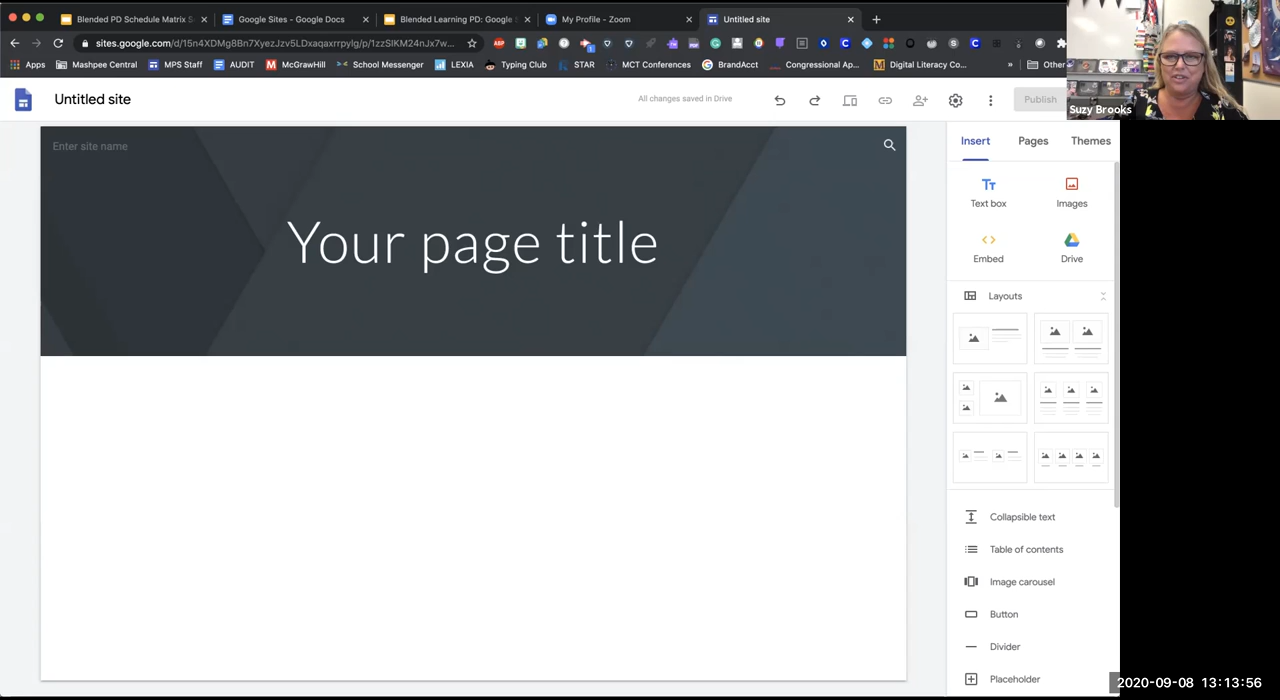 Blended PD Schedule Matrix S
Google Sites - Google Docs
Blended Learning PD: Google
My Profile - Zoom
Untitled site
sites.google.com/d/15n4XDMg8Bn7XyezJzv5LDxaqaxrrpylg/p/1zzSIKM24nJx7w...
Apps
Mashpee Central
MPS Staff
AUDIT
McGrawHill
School Messenger
LEXIA
Typing Club
STAR
MCT Conferences
BrandAcct
Congressional Ap...
Digital Literacy Co...
»
Other
Suzy Brooks
Untitled site
All changes saved in Drive
Publish
Enter site name
Your page title
Insert
Pages
Themes
Text box
Images
Embed
Drive
Layouts
Collapsible text
Table of contents
Image carousel
Button
Divider
Placeholder
2020-09-08 13:13:56